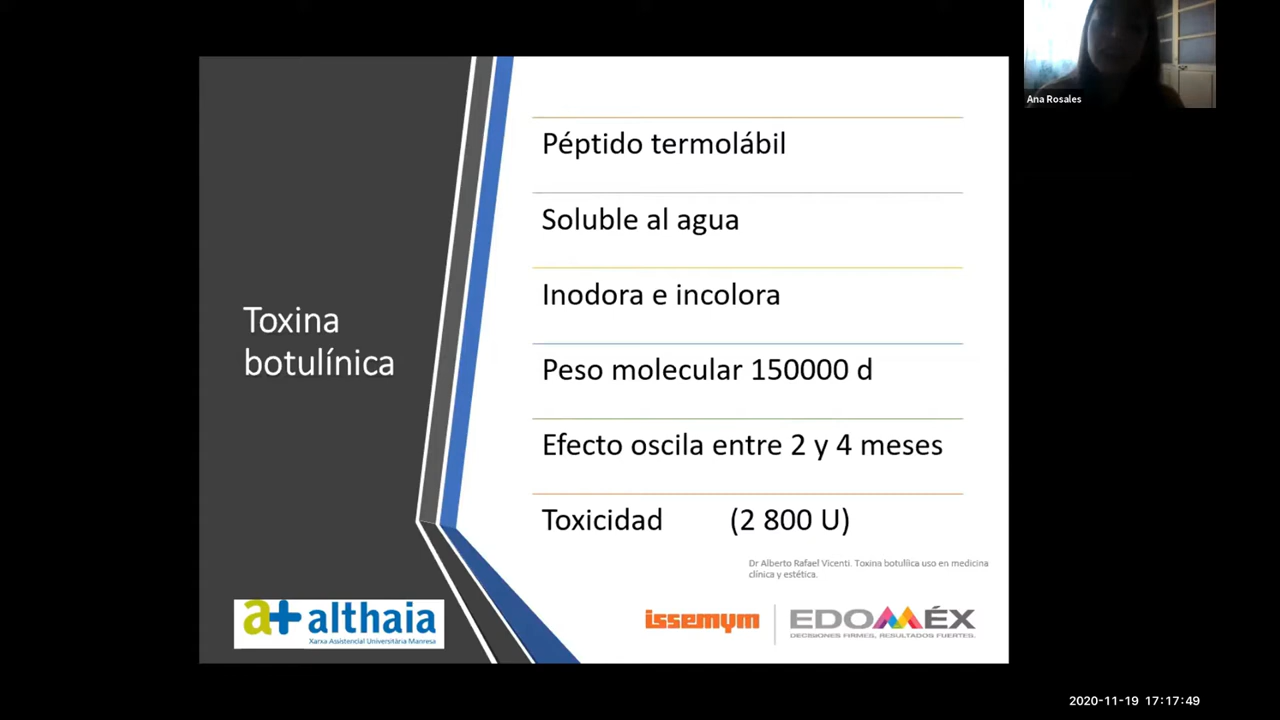 Ana Rosales
Toxina
botulínica
Péptido termolábil
Soluble al agua
Inodora e incolora
Peso molecular 150000 d
Efecto oscila entre 2 y 4 meses
Toxicidad (2 800 U)
Dr Alberto Rafael Vicenti. Toxina botulílca uso en medicina
clínica y estética.
a+ althaia
Xarxa Assistencial Universitària Manresa
issemym
EDOMÉX
DECISIONES FIRMES, RESULTADOS FUERTES.
2020-11-19 17:17:49